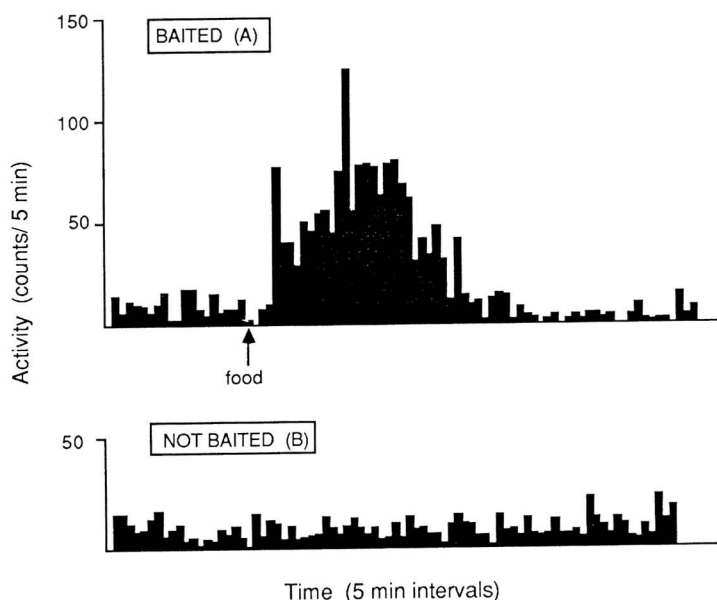 150
BAITED (A)
100
50
Activity (counts/ 5 min)
food
50
NOT BAITED (B)
Time (5 min intervals)